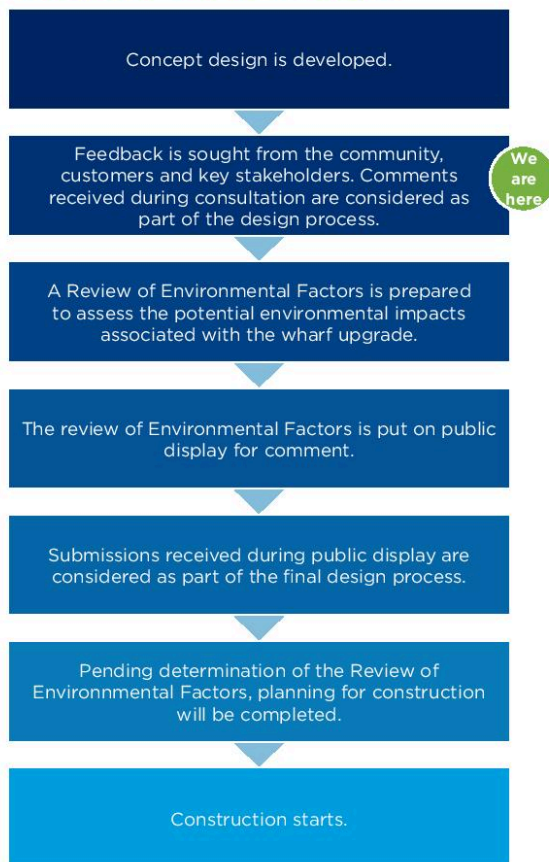 Concept design is developed.
Feedback is sought from the community,
customers and key stakeholders. Comments
received during consultation are considered as
part of the design process.
We
are
here
A Review of Environmental Factors is prepared
to assess the potential environmental impacts
associated with the wharf upgrade.
The review of Environmental Factors is put on public
display for comment.
Submissions received during public display are
considered as part of the final design process.
Pending determination of the Review of
Environnmental Factors, planning for construction
will be completed.
Construction starts.